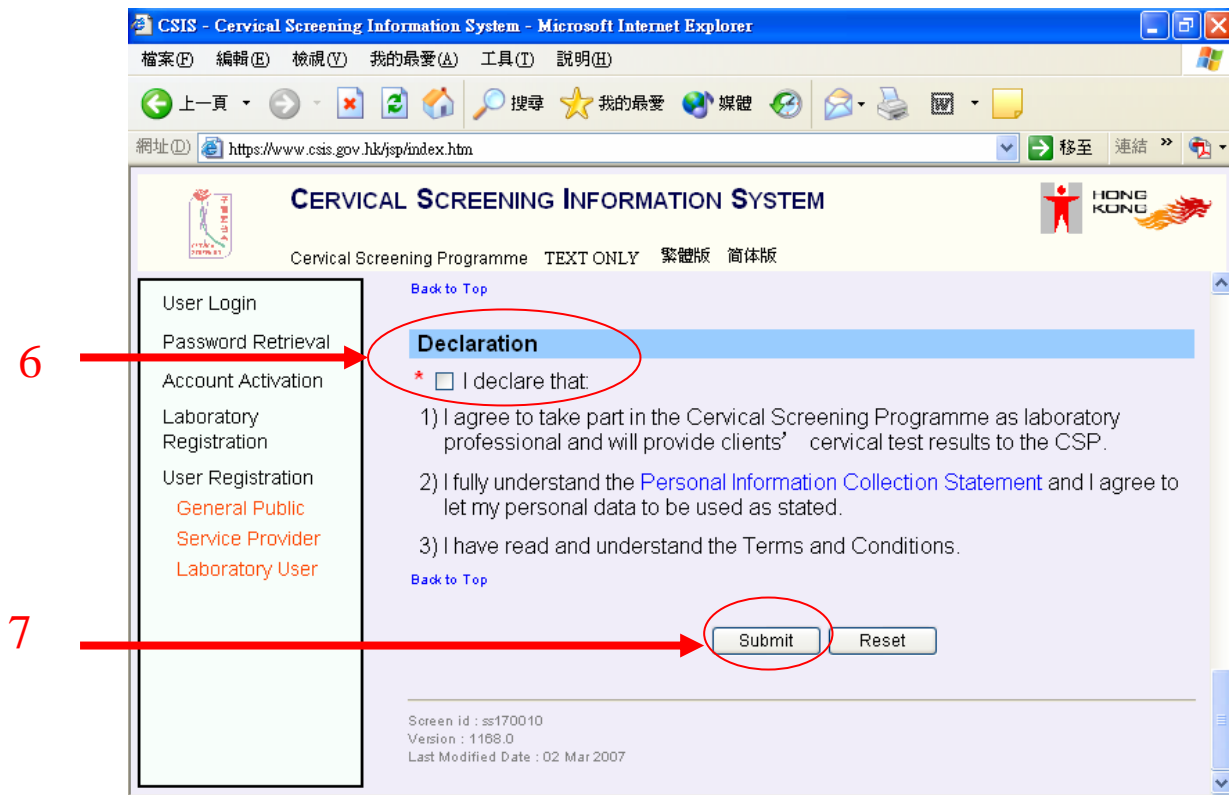 CSIS - Cervical Screening Information System - Microsoft Internet Explorer
檔案(F) 編輯(E) 檢視(V) 我的最愛(A) 工具(T) 說明(H)
上一頁 搜尋 我的最愛 媒體
網址(D) https://www.csis.gov.hk/jsp/index.htm 移至 連結 »
CERVICAL SCREENING INFORMATION SYSTEM
HONG KONG
Cervical Screening Programme TEXT ONLY 繁體版 简体版
User Login
Password Retrieval
Account Activation
Laboratory
Registration
User Registration
General Public
Service Provider
Laboratory User
Back to Top
6
Declaration
* I declare that:
1) I agree to take part in the Cervical Screening Programme as laboratory
professional and will provide clients’ cervical test results to the CSP.
2) I fully understand the Personal Information Collection Statement and I agree to
let my personal data to be used as stated.
3) I have read and understand the Terms and Conditions.
Back to Top
7
Submit Reset
Screen id : ss170010
Version : 1168.0
Last Modified Date : 02 Mar 2007